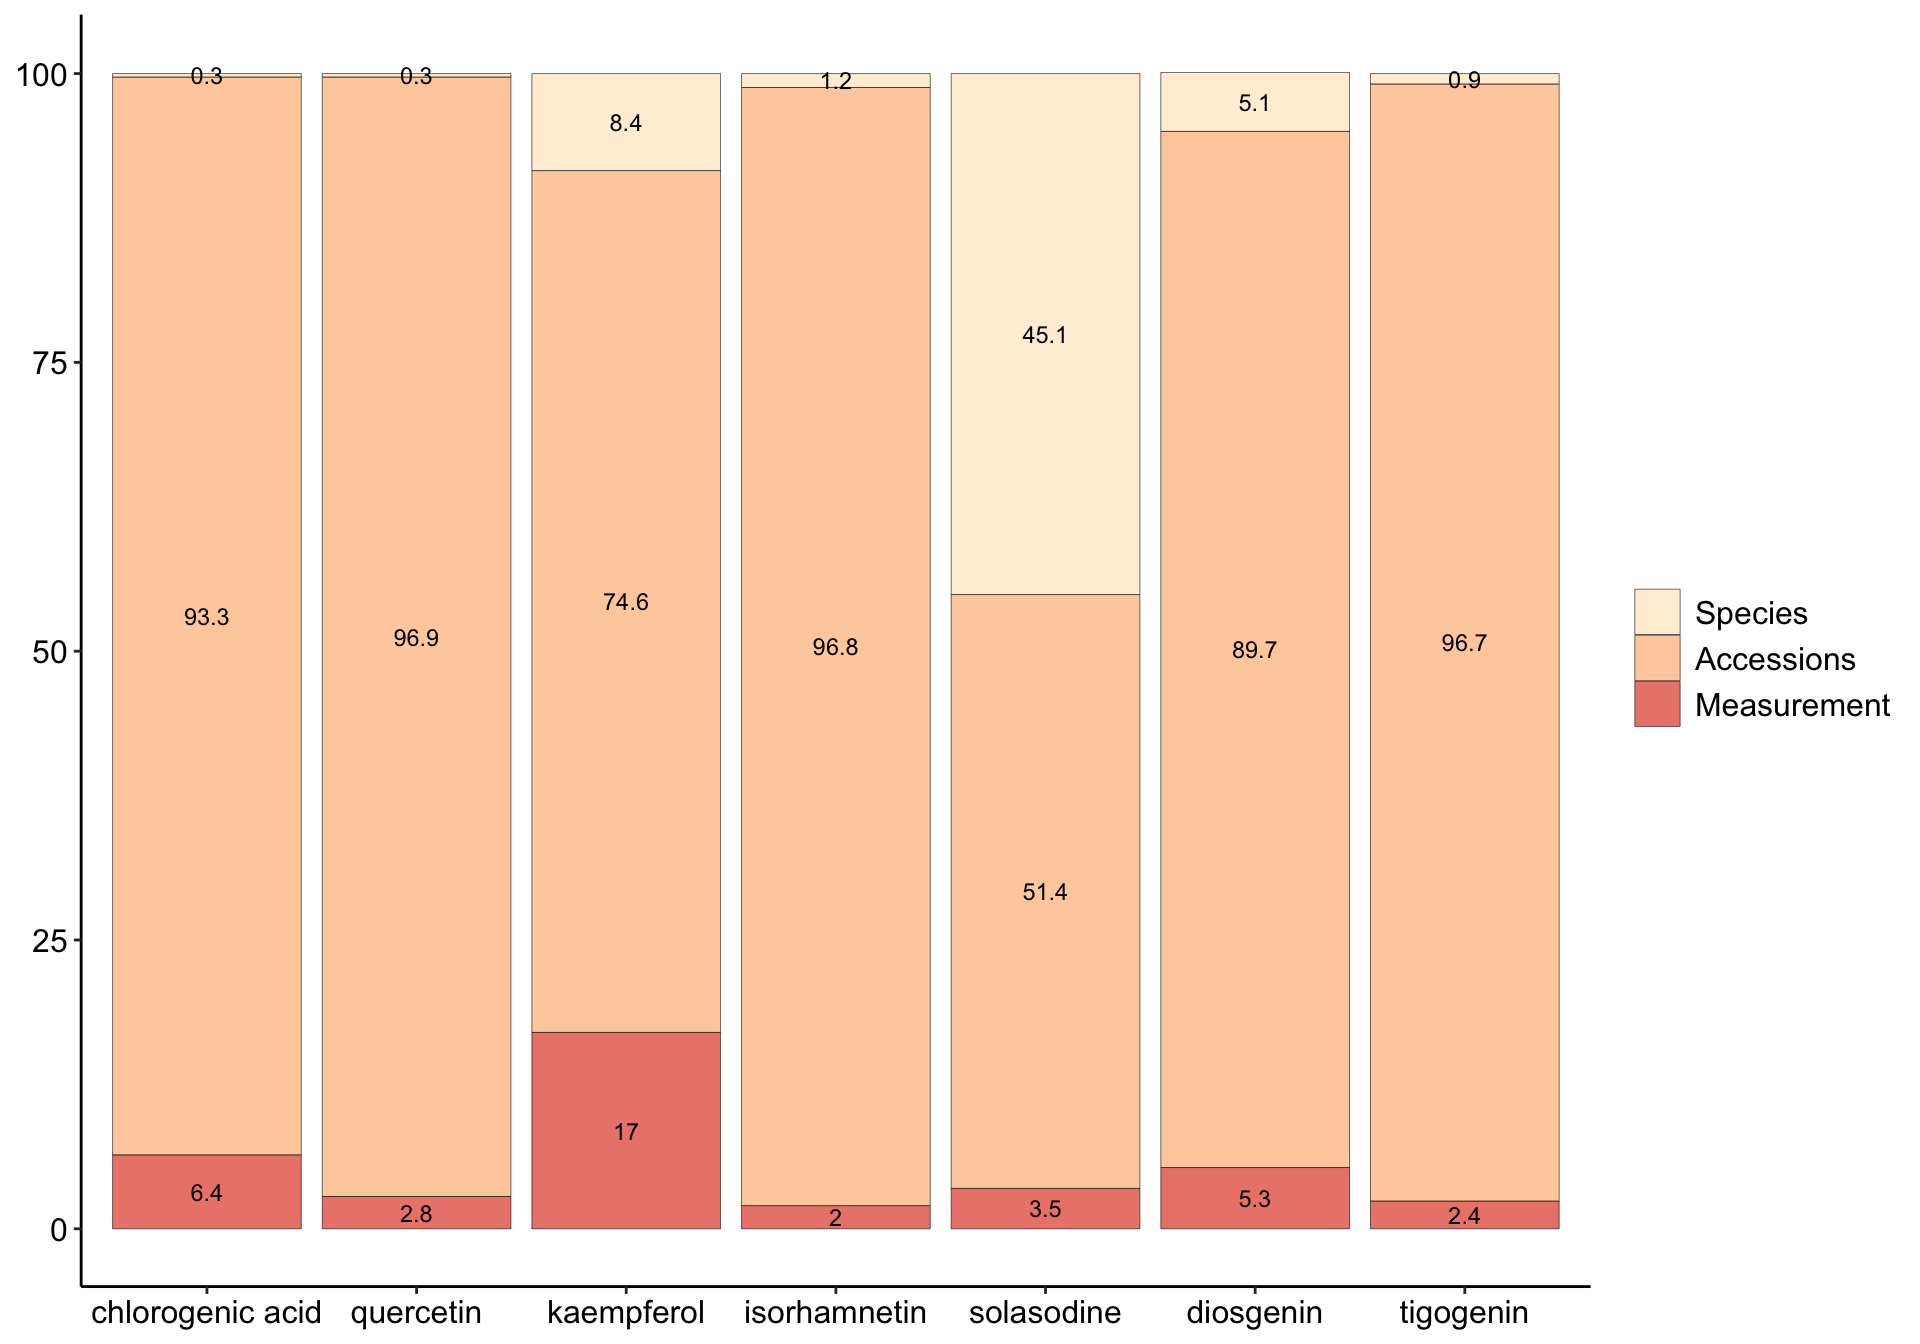 100
75
50
25
0
0.3
93.3
6.4
0.3
96.9
2.8
8.4
74.6
17
1.2
96.8
2
45.1
51.4
3.5
5.1
89.7
5.3
0.9
96.7
2.4
chlorogenic acid
quercetin
kaempferol
isorhamnetin
solasodine
diosgenin
tigogenin
Species
Accessions
Measurement